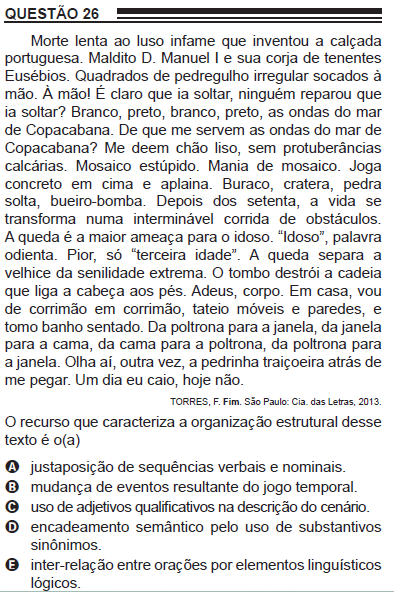 QUESTÃO 26
Morte lenta ao luso infame que inventou a calçada
portuguesa. Maldito D. Manuel I e sua corja de tenentes
Eusébios. Quadrados de pedregulho irregular socados à
mão. À mão! É claro que ia soltar, ninguém reparou que
ia soltar? Branco, preto, branco, preto, as ondas do mar
de Copacabana. De que me servem as ondas do mar de
Copacabana? Me deem chão liso, sem protuberâncias
calcárias. Mosaico estúpido. Mania de mosaico. Joga
concreto em cima e aplaina. Buraco, cratera, pedra
solta, bueiro-bomba. Depois dos setenta, a vida se
transforma numa interminável corrida de obstáculos.
A queda é a maior ameaça para o idoso. “Idoso”, palavra
odienta. Pior, só “terceira idade”. A queda separa a
velhice da senilidade extrema. O tombo destrói a cadeia
que liga a cabeça aos pés. Adeus, corpo. Em casa, vou
de corrimão em corrimão, tateio móveis e paredes, e
tomo banho sentado. Da poltrona para a janela, da janela
para a cama, da cama para a poltrona, da poltrona para
a janela. Olha aí, outra vez, a pedrinha traiçoeira atrás de
me pegar. Um dia eu caio, hoje não.
TORRES, F. Fim. São Paulo: Cia. das Letras, 2013.
O recurso que caracteriza a organização estrutural desse
texto é o(a)
A justaposição de sequências verbais e nominais.
B mudança de eventos resultante do jogo temporal.
C uso de adjetivos qualificativos na descrição do cenário.
D encadeamento semântico pelo uso de substantivos
sinônimos.
E inter-relação entre orações por elementos linguísticos
lógicos.